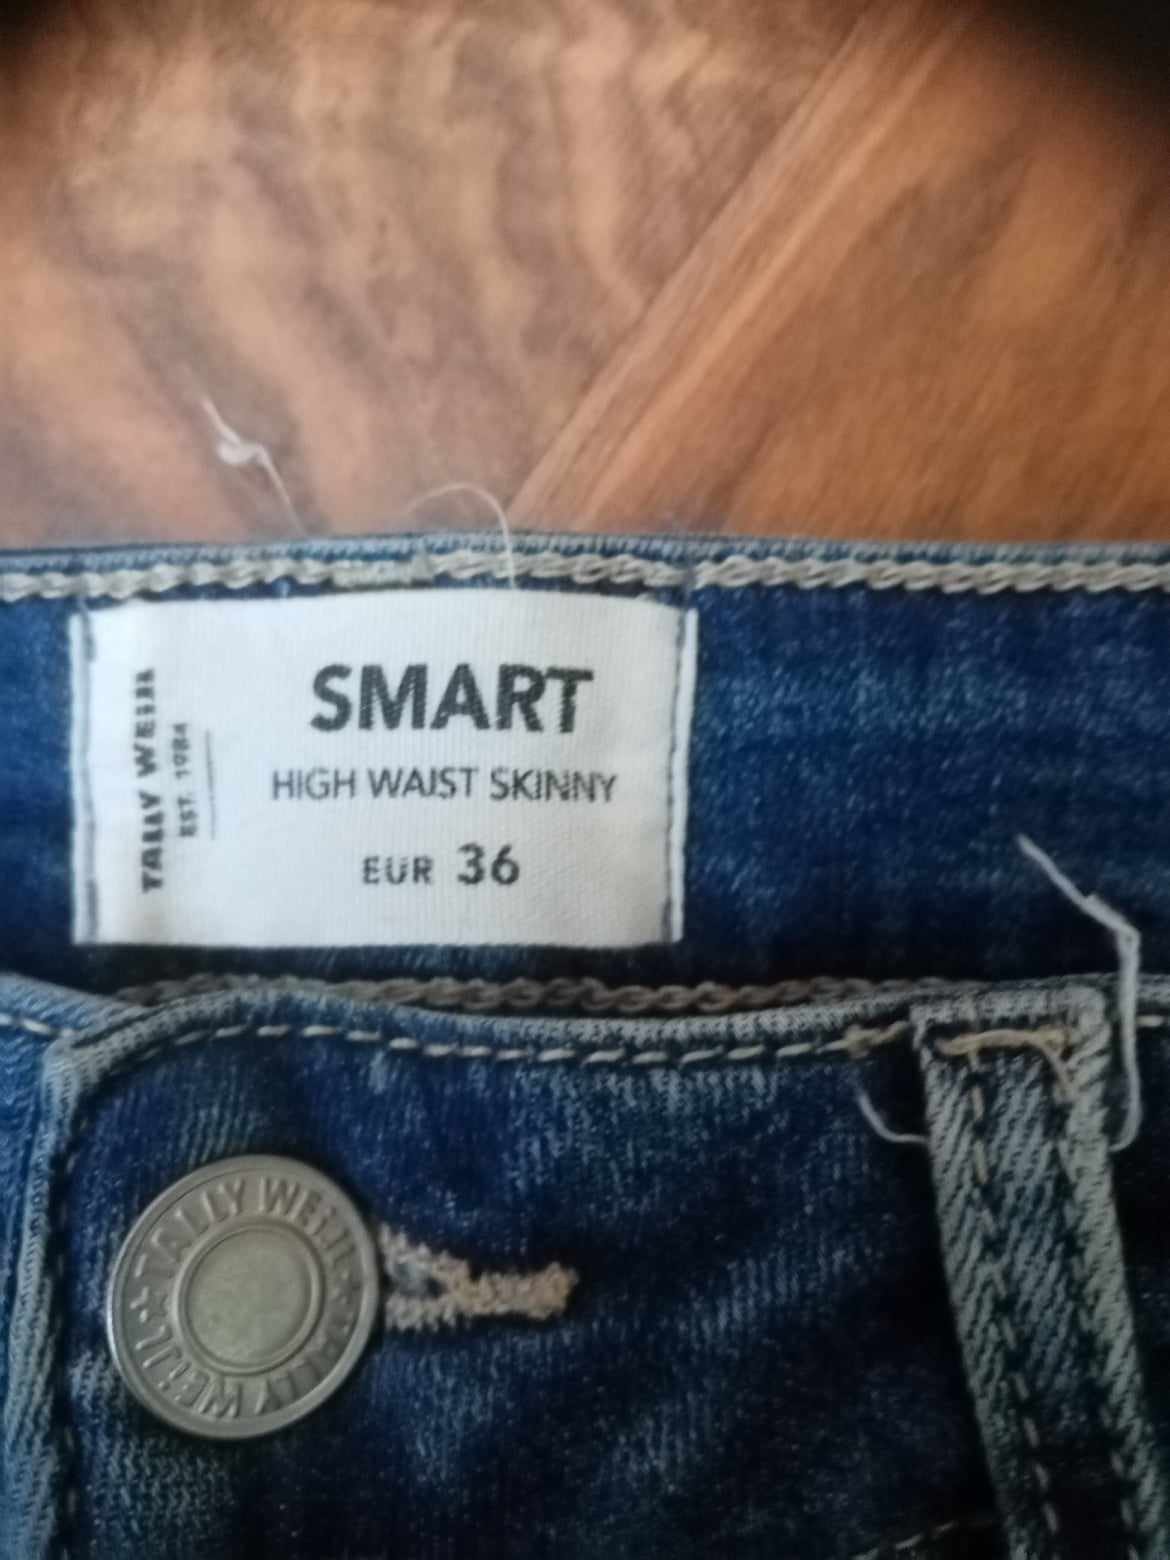 SMART
HIGH WAIST SKINNY
EUR 36
TALLY WEiJL
EST. 1984
TALLY WEiJL • TALLY WEiJL •